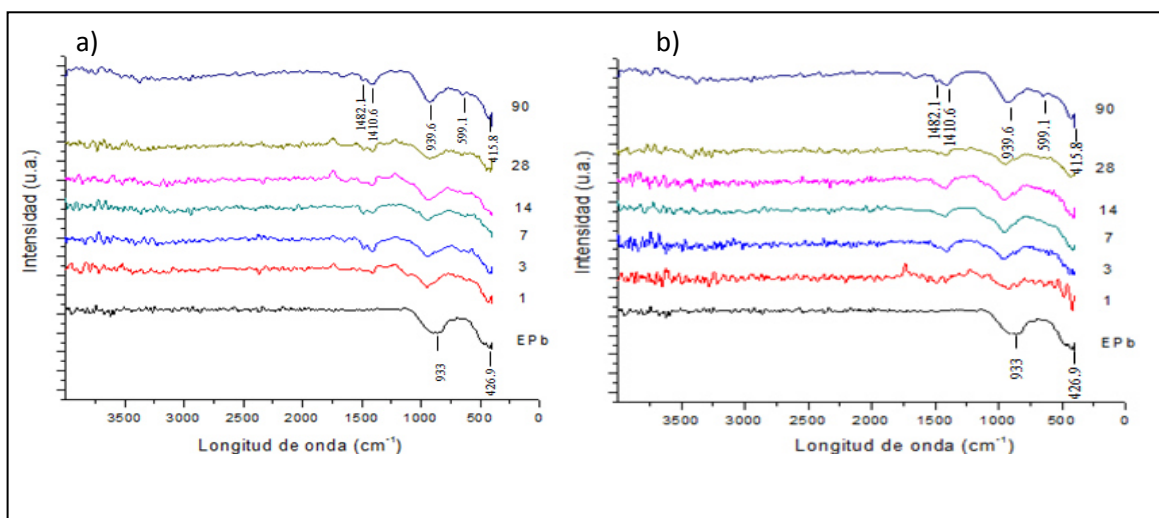 a)
Intensidad (u.a.)
1482.1
1410.6
939.6
599.1
415.8
90
28
14
7
3
1
E P b
933
426.9
3500 3000 2500 2000 1500 1000 500 0
Longitud de onda (cm⁻¹)
b)
Intensidad (u.a.)
1482.1
1410.6
939.6
599.1
415.8
90
28
14
7
3
1
E P b
933
426.9
3500 3000 2500 2000 1500 1000 500 0
Longitud de onda (cm⁻¹)